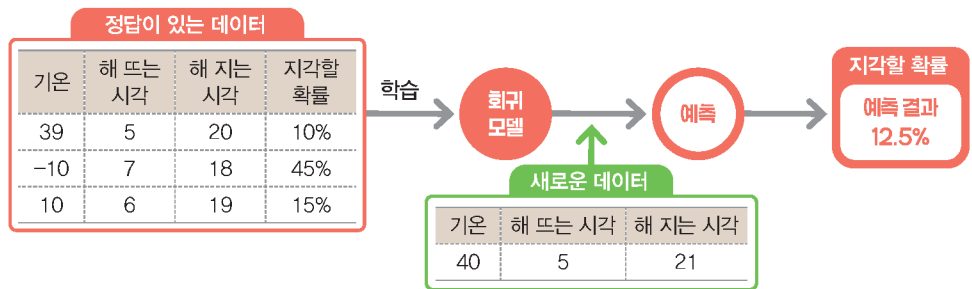 정답이 있는 데이터
기온 해 뜨는 시각 해 지는 시각 지각할 확률
39 5 20 10%
-10 7 18 45%
10 6 19 15%
학습
회귀
모델
예측
지각할 확률
예측 결과
12.5%
새로운 데이터
기온 해 뜨는 시각 해 지는 시각
40 5 21